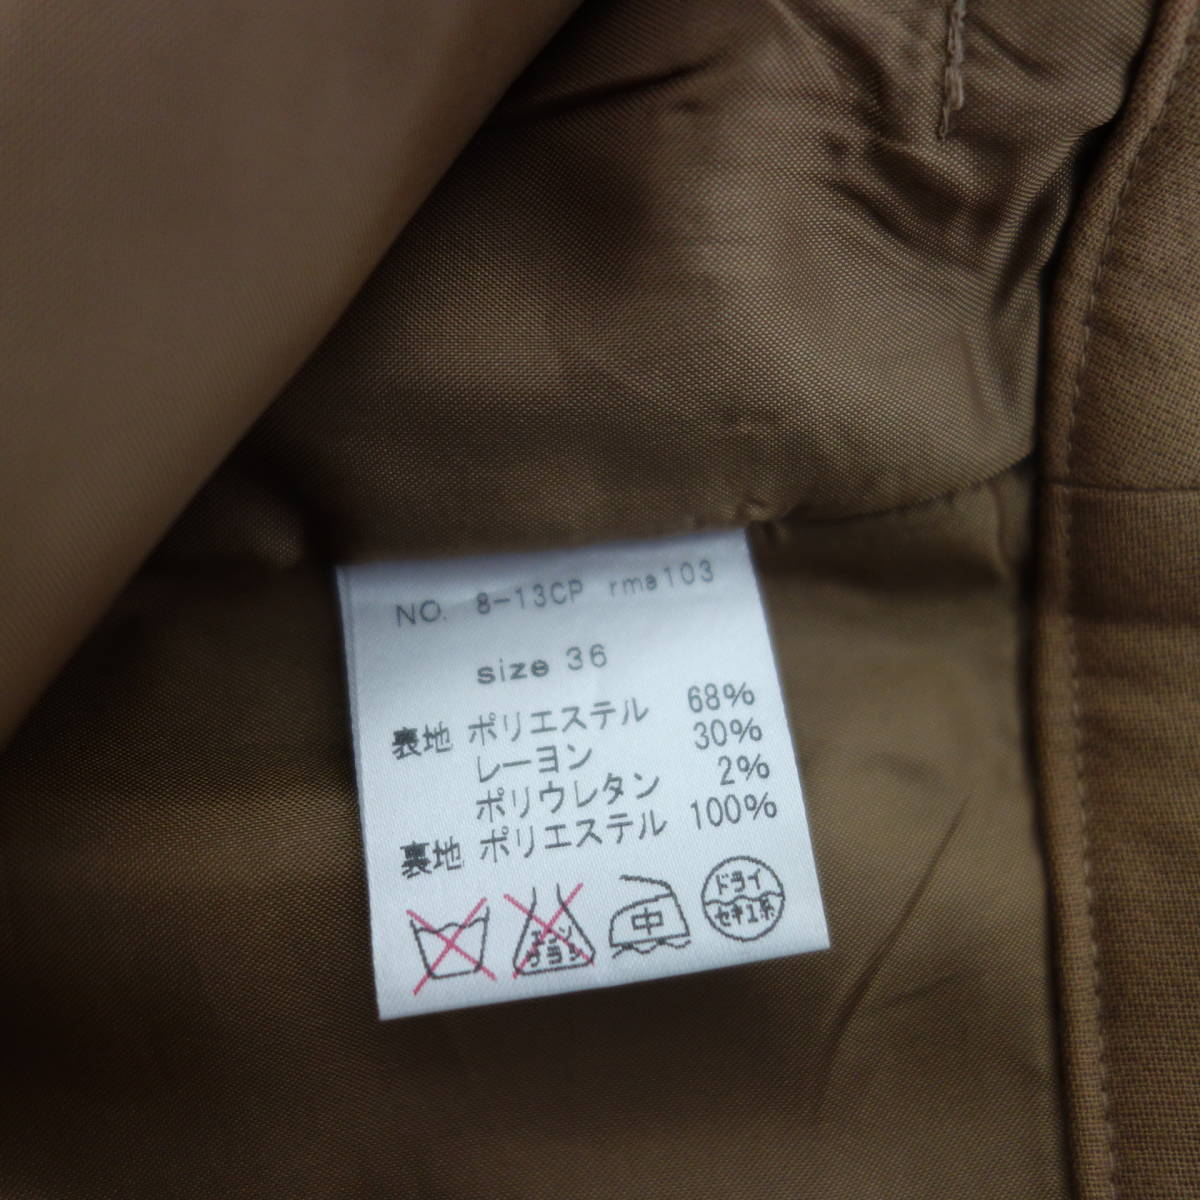 NO. 8-13CP rma103
size 36
表地 ポリエステル 68%
レーヨン 30%
ポリウレタン 2%
裏地 ポリエステル 100%
エンソ
サラシ
中
ドライ
セキユ系